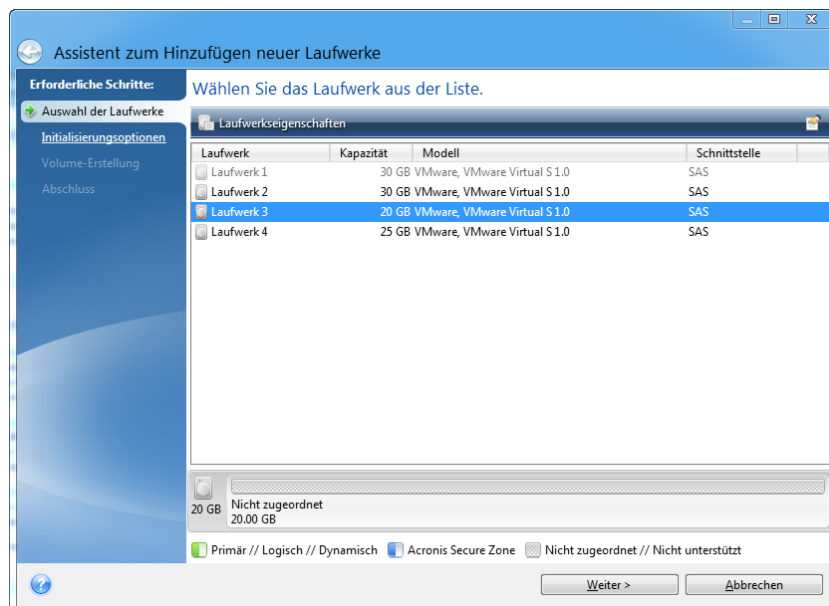 Assistent zum Hinzufügen neuer Laufwerke
Erforderliche Schritte:
Auswahl der Laufwerke
Initialisierungsoptionen
Volume-Erstellung
Abschluss
Wählen Sie das Laufwerk aus der Liste.
Laufwerkseigenschaften
Laufwerk Kapazität Modell Schnittstelle
Laufwerk 1 30 GB VMware, VMware Virtual S 1.0 SAS
Laufwerk 2 30 GB VMware, VMware Virtual S 1.0 SAS
Laufwerk 3 20 GB VMware, VMware Virtual S 1.0 SAS
Laufwerk 4 25 GB VMware, VMware Virtual S 1.0 SAS
20 GB
Nicht zugeordnet
20.00 GB
Primär // Logisch // Dynamisch Acronis Secure Zone Nicht zugeordnet // Nicht unterstützt
? Weiter > Abbrechen